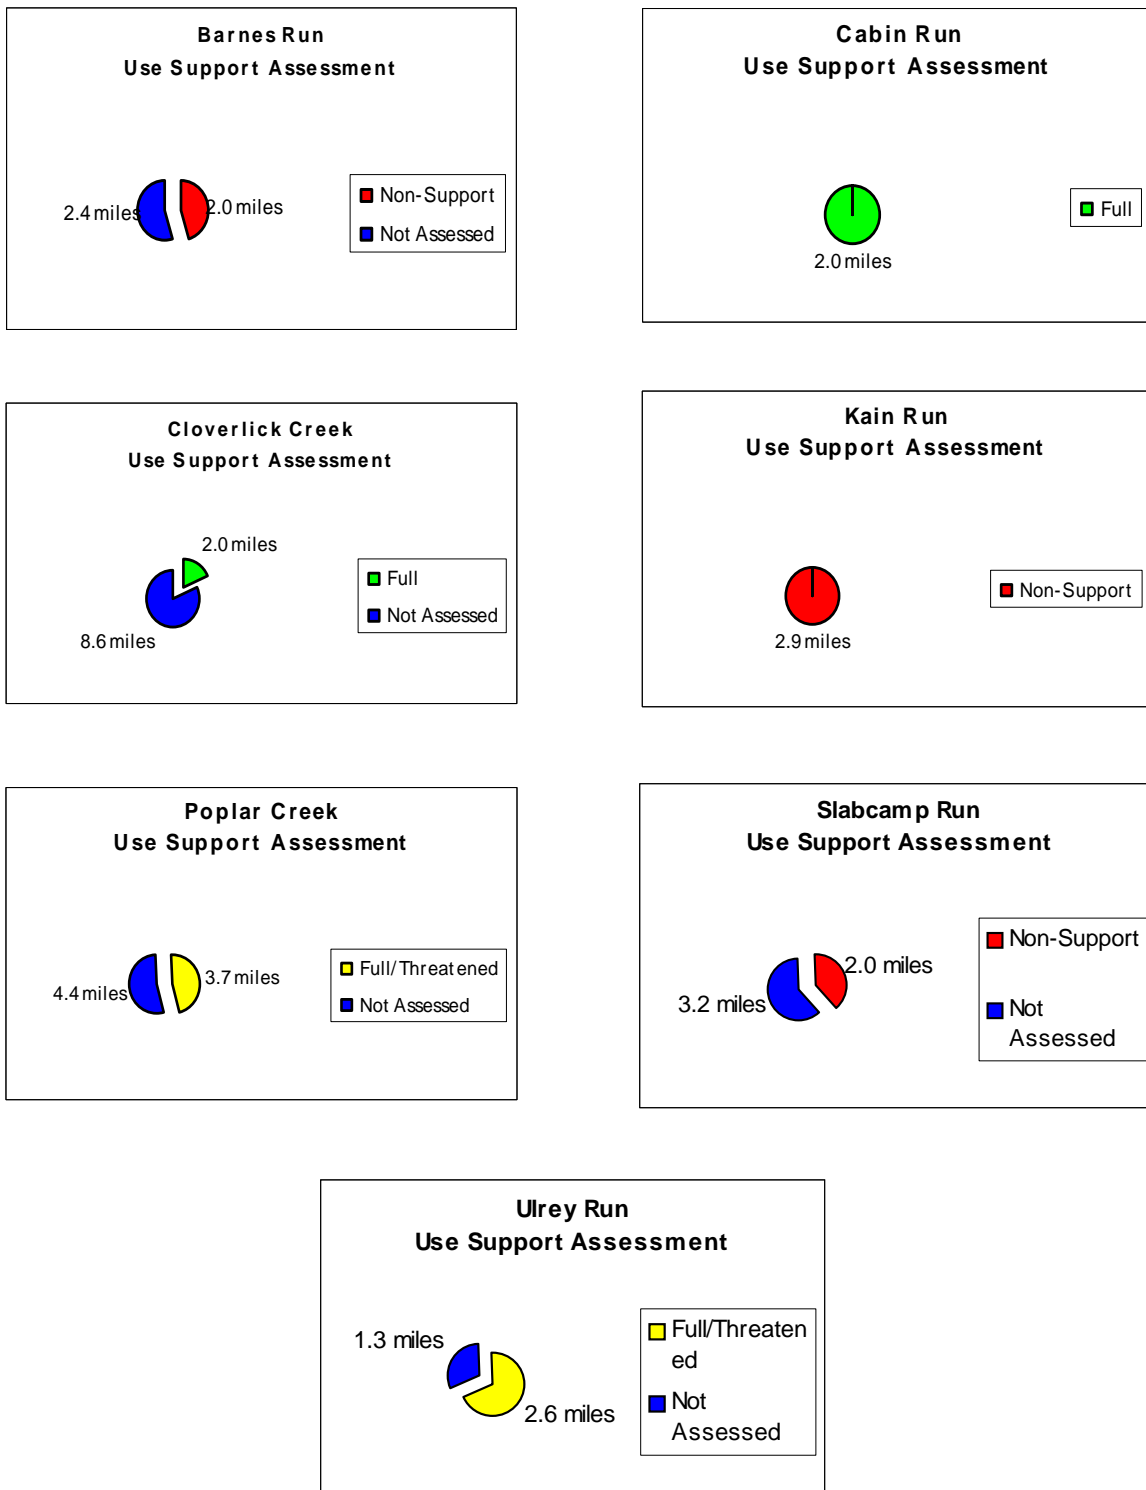 Barnes Run
Use Support Assessment
2.4 miles
2.0 miles
Non-Support
Not Assessed
Cabin Run
Use Support Assessment
2.0 miles
Full
Cloverlick Creek
Use Support Assessment
2.0 miles
8.6 miles
Full
Not Assessed
Kain Run
Use Support Assessment
2.9 miles
Non-Support
Poplar Creek
Use Support Assessment
4.4 miles
3.7 miles
Full/Threatened
Not Assessed
Slabcamp Run
Use Support Assessment
2.0 miles
3.2 miles
Non-Support
Not
Assessed
Ulrey Run
Use Support Assessment
1.3 miles
2.6 miles
Full/Threaten
ed
Not
Assessed